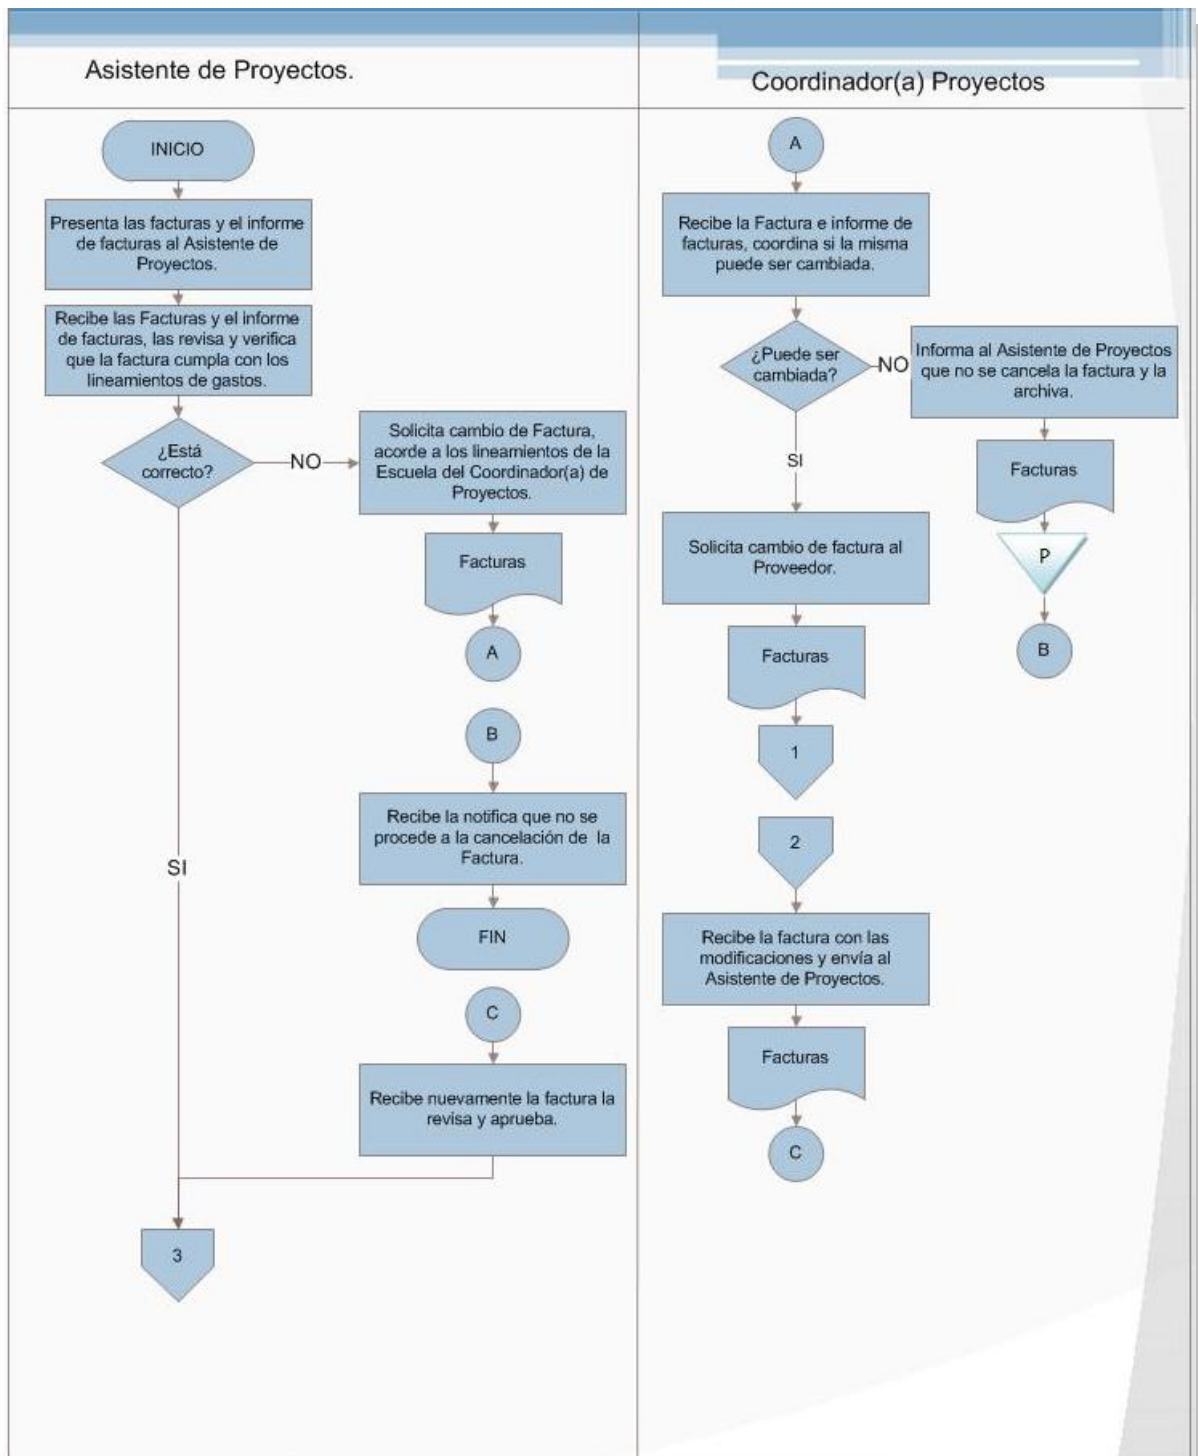 Asistente de Proyectos.
INICIO
Presenta las facturas y el informe
de facturas al Asistente de
Proyectos.
Recibe las Facturas y el informe
de facturas, las revisa y verifica
que la factura cumpla con los
lineamientos de gastos.
¿Está
correcto?
NO
Solicita cambio de Factura,
acorde a los lineamientos de la
Escuela del Coordinador(a) de
Proyectos.
Facturas
A
B
Recibe la notifica que no se
procede a la cancelación de la
Factura.
SI
FIN
C
Recibe nuevamente la factura la
revisa y aprueba.
3
Coordinador(a) Proyectos
A
Recibe la Factura e informe de
facturas, coordina si la misma
puede ser cambiada.
¿Puede ser
cambiada?
NO
Informa al Asistente de Proyectos
que no se cancela la factura y la
archiva.
Facturas
P
B
SI
Solicita cambio de factura al
Proveedor.
Facturas
1
2
Recibe la factura con las
modificaciones y envía al
Asistente de Proyectos.
Facturas
C